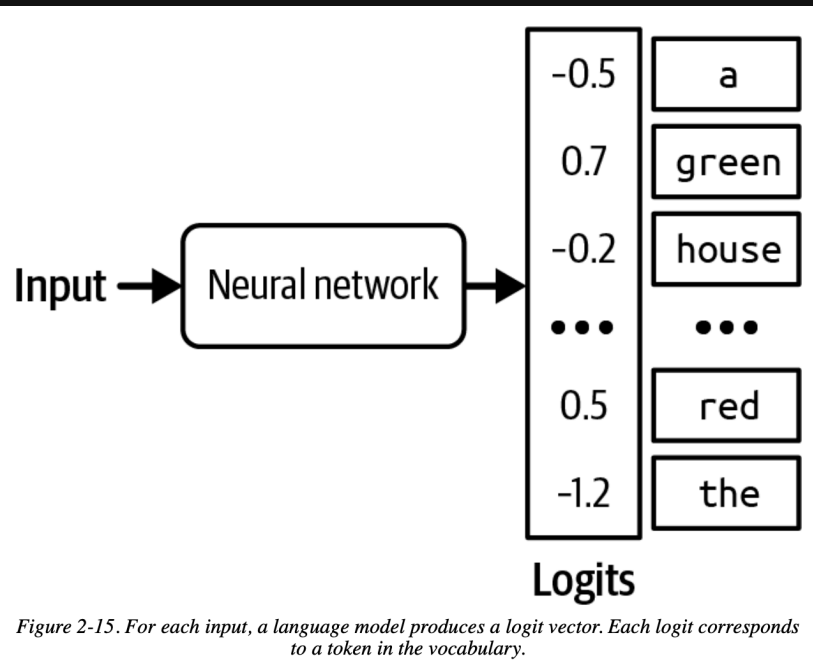 -0.5 a
0.7 green
-0.2 house
Input Neural network
••• •••
0.5 red
-1.2 the
Logits
Figure 2-15. For each input, a language model produces a logit vector. Each logit corresponds
to a token in the vocabulary.